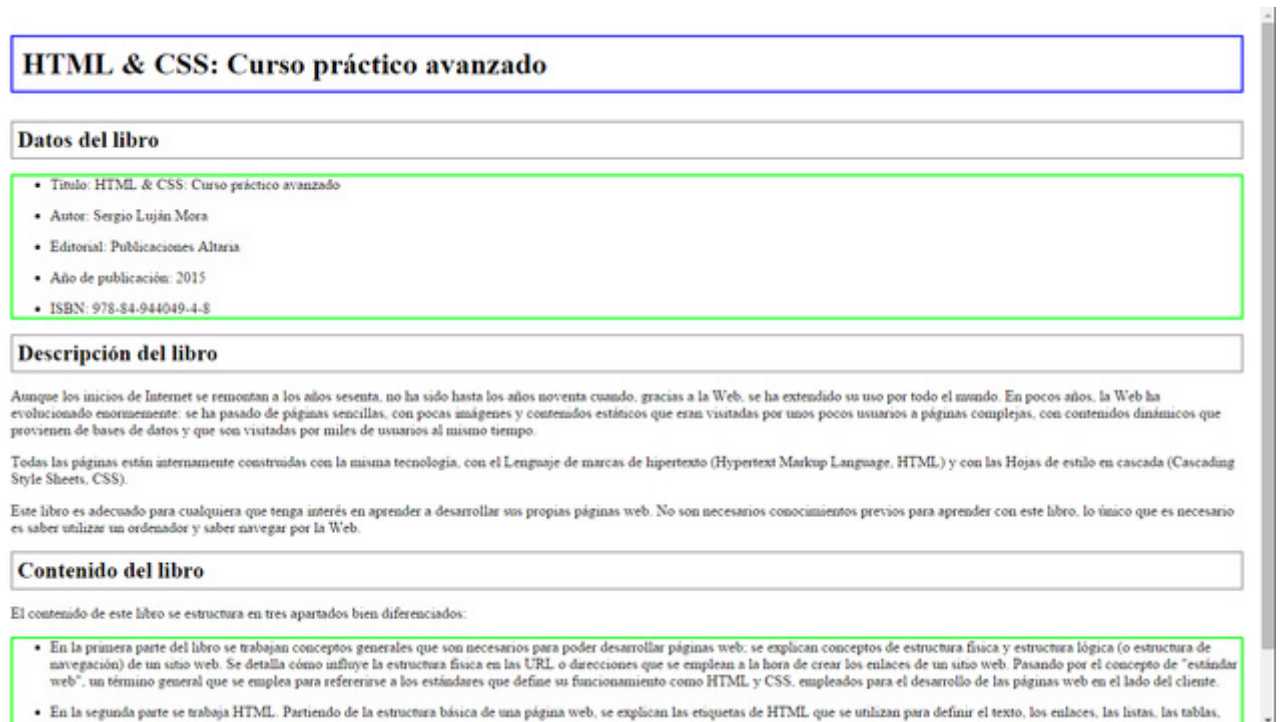 HTML & CSS: Curso práctico avanzado
Datos del libro
• Titulo: HTML & CSS: Curso práctico avanzado
• Autor: Sergio Luján Mora
• Editorial: Publicaciones Altaria
• Año de publicación: 2015
• ISBN: 978-84-944049-4-8
Descripción del libro
Aunque los inicios de Internet se remontan a los años sesenta, no ha sido hasta los años noventa cuando, gracias a la Web, se ha extendido su uso por todo el mundo. En pocos años, la Web ha
evolucionado enormemente: se ha pasado de páginas sencillas, con pocas imágenes y contenidos estáticos que eran visitadas por unos pocos usuarios a páginas complejas, con contenidos dinámicos que
provienen de bases de datos y que son visitadas por miles de usuarios al mismo tiempo.
Todas las páginas están internamente construidas con la misma tecnología, con el Lenguaje de marcas de hipertexto (Hypertext Markup Language, HTML) y con las Hojas de estilo en cascada (Cascading
Style Sheets, CSS).
Este libro es adecuado para cualquiera que tenga interés en aprender a desarrollar sus propias páginas web. No son necesarios conocimientos previos para aprender con este libro, lo único que es necesario
es saber utilizar un ordenador y saber navegar por la Web.
Contenido del libro
El contenido de este libro se estructura en tres apartados bien diferenciados:
• En la primera parte del libro se trabajan conceptos generales que son necesarios para poder desarrollar páginas web; se explican conceptos de estructura física y estructura lógica (o estructura de
navegación) de un sitio web. Se detalla cómo influye la estructura física en las URL o direcciones que se emplean a la hora de crear los enlaces de un sitio web. Pasando por el concepto de "estándar
web", un término general que se emplea para refererirse a los estándares que define su funcionamiento como HTML y CSS, empleados para el desarrollo de las páginas web en el lado del cliente.
• En la segunda parte se trabaja HTML. Partiendo de la estructura básica de una página web, se explican las etiquetas de HTML que se utilizan para definir el texto, los enlaces, las listas, las tablas,